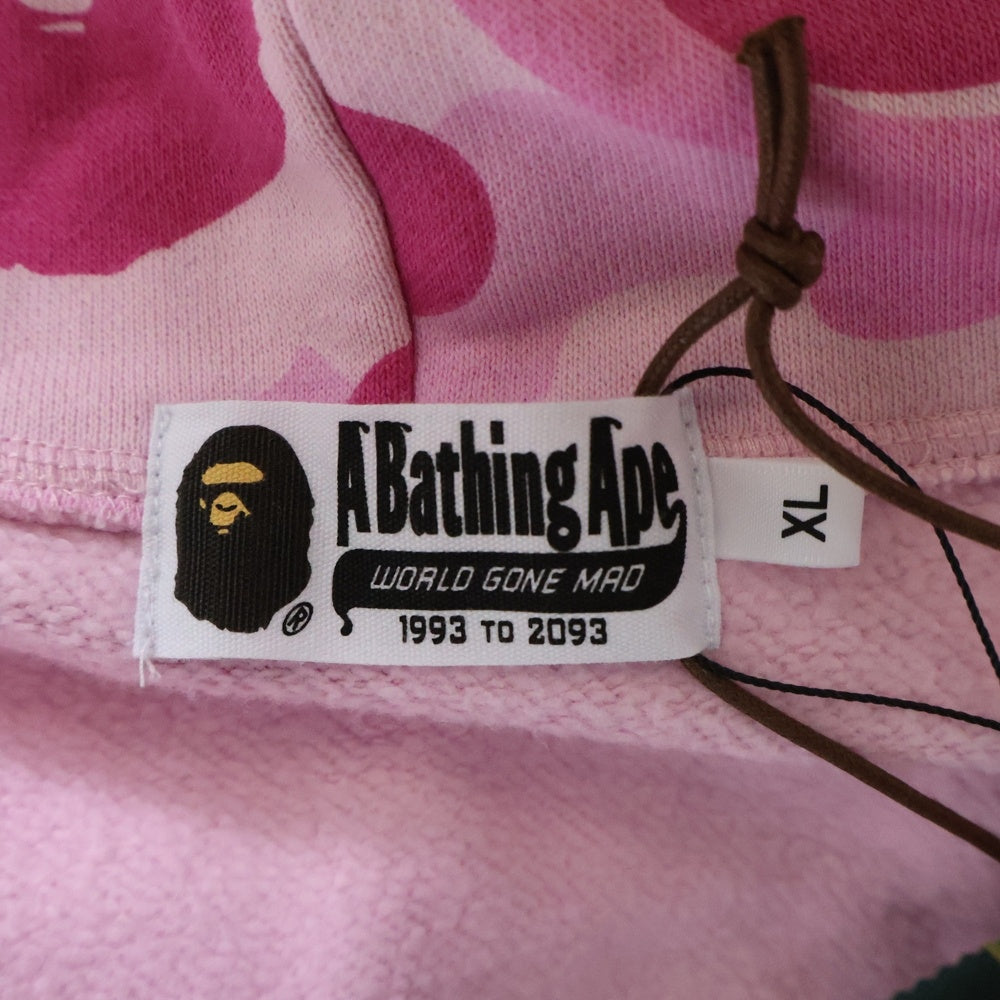 A Bathing Ape
WORLD GONE MAD
1993 TO 2093
®
XL